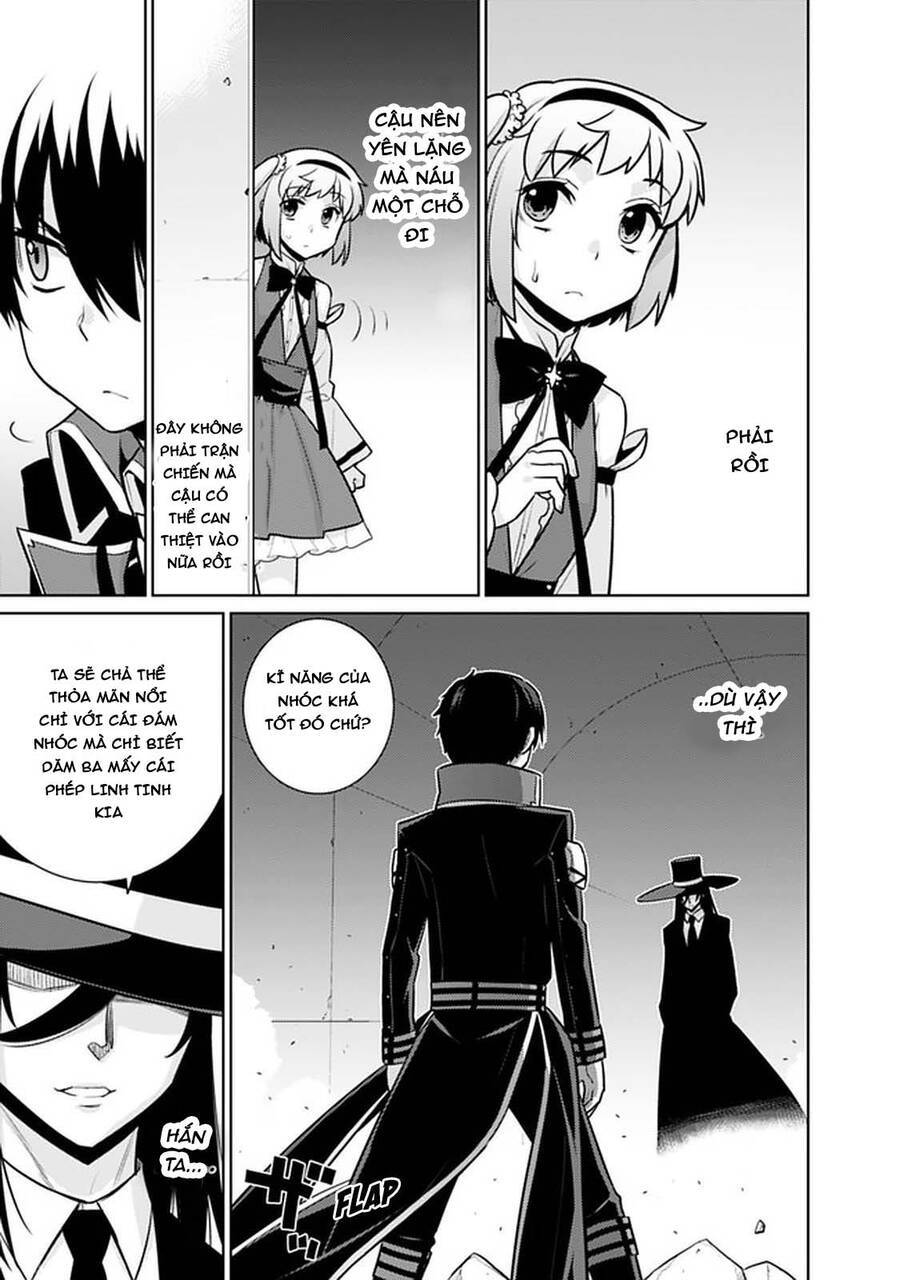 PHẢI
RỒI
CẬU NÊN
YÊN LẶNG
MÀ NÁU
MỘT CHỖ
ĐI
ĐÂY KHÔNG
PHẢI TRẬN
CHIẾN MÀ
CẬU CÓ
THỂ CAN
THIỆT VÀO
NỮA RỒI
..DÙ VẬY
THÌ
KĨ NĂNG CỦA
NHÓC KHÁ
TỐT ĐÓ CHỨ?
ザッ
FLAP
TA SẼ CHẢ THỂ
THỎA MÃN NỔI
CHỈ VỚI CÁI ĐÁM
NHÓC MÀ CHỈ BIẾT
DĂM BA MẤY CÁI
PHÉP LINH TINH
KIA
HẮN
TA...